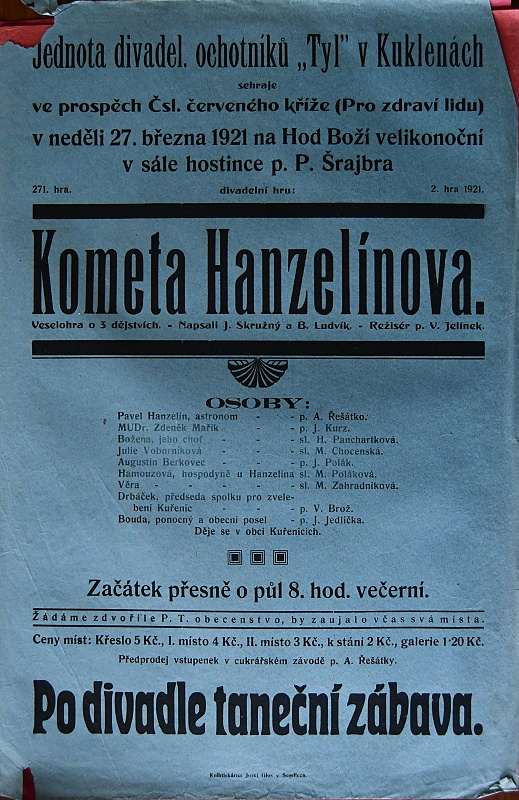 Jednota divadel. ochotníků „Tyl" v Kuklenách
sehraje
ve prospěch Čsl. červeného kříže (Pro zdraví lidu)
v neděli 27. března 1921 na Hod Boží velikonoční
v sále hostince p. P. Šrajbra
271. hra. divadelní hru: 2. hra 1921.
Kometa Hanzelínova.
Veselohra o 3 dějstvích. - Napsali J. Skružný a B. Ludvík. - Režisér p. V. Jelínek.
OSOBY:
Pavel Hanzelín, astronom - - p. A. Řešátko.
MUDr. Zdeněk Mařík - - - p. J. Kurz.
Božena, jeho choť - - - sl. H. Panchartková.
Julie Voborníková - - - sl. M. Chocenská.
Augustin Berkovec - - - p. J. Polák.
Hamouzová, hospodyně u Hanzelína sl. M. Poláková.
Věra - - - - - sl. M. Zahradníková.
Drbáček, předseda spolku pro zvele-
bení Kuřenic - - - p. V. Brož.
Bouda, ponocný a obecní posel - p. J. Jedlička.
Děje se v obci Kuřenicích.
Začátek přesně o půl 8. hod. večerní.
Žádáme zdvořile P. T. obecenstvo, by zaujalo včas svá místa.
Ceny míst: Křeslo 5 Kč., I. místo 4 Kč., II. místo 3 Kč., k stání 2 Kč., galerie 1·20 Kč.
Předprodej vstupenek v cukrářském závodě p. A. Řešátky.
Po divadle taneční zábava.
Knihtiskárna Josef Glos v Semilech.